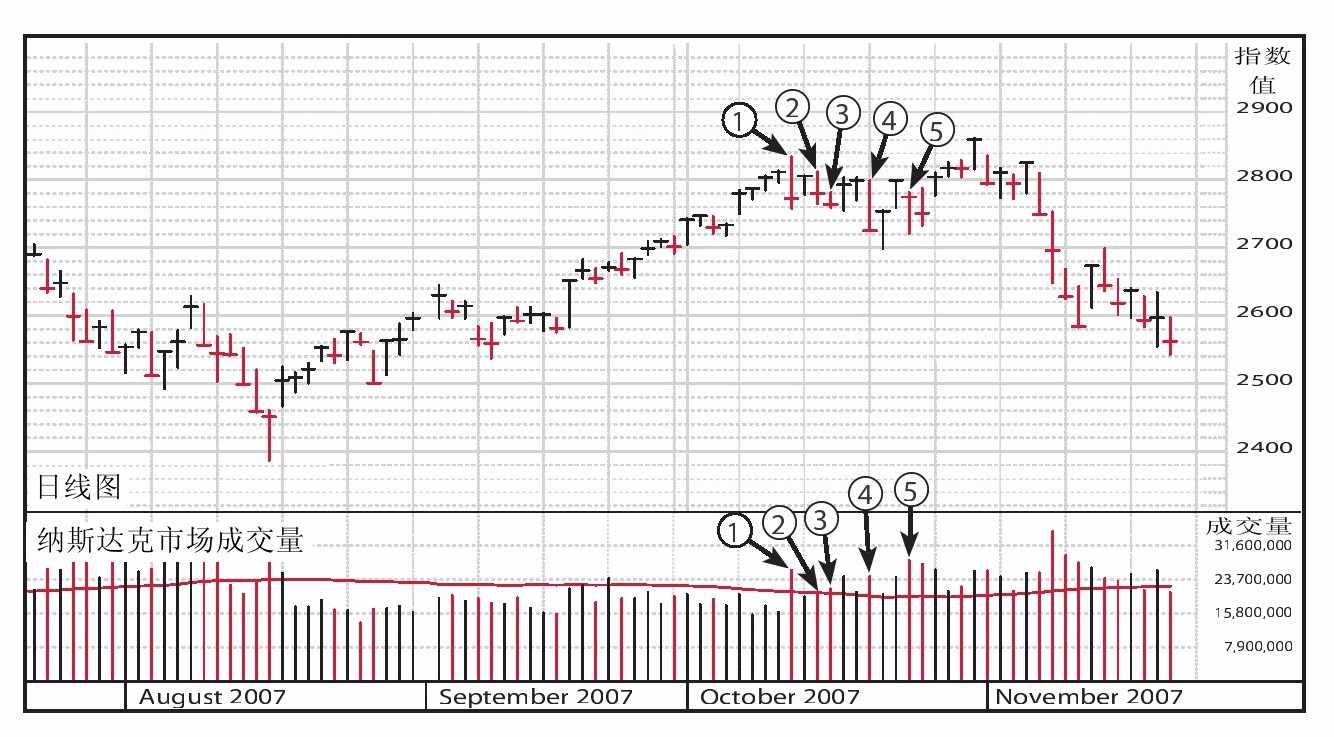 指数
值
2900
① ② ③ ④ ⑤
2800
2700
2600
2500
2400
日线图
① ② ③ ④ ⑤
纳斯达克市场成交量
成交量
31,600,000
23,700,000
15,800,000
7,900,000
August 2007 September 2007 October 2007 November 2007